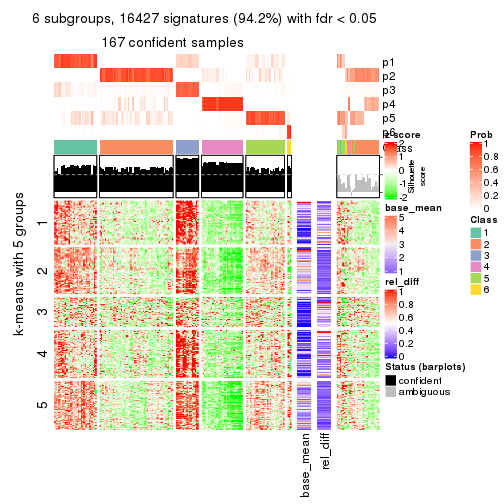 6 subgroups, 16427 signatures (94.2%) with fdr < 0.05
167 confident samples
p1
p2
p3
p4
p5
p6
Class
Silhouette
score
k-means with 5 groups
1
2
3
4
5
base_mean
rel_diff
z-score
2
1
0
-1
-2
base_mean
5
4
3
2
1
rel_diff
1
0.8
0.6
0.4
0.2
0
Status (barplots)
confident
ambiguous
Prob
1
0.8
0.6
0.4
0.2
0
Class
1
2
3
4
5
6